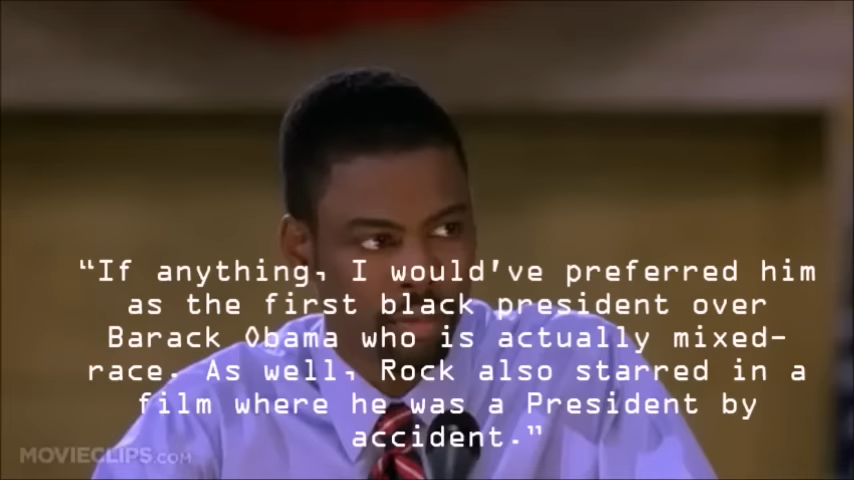 “If anything, I would've preferred him
as the first black president over
Barack Obama who is actually mixed-
race. As well, Rock also starred in a
film where he was a President by
accident.”
MOVIECLIPS.COM